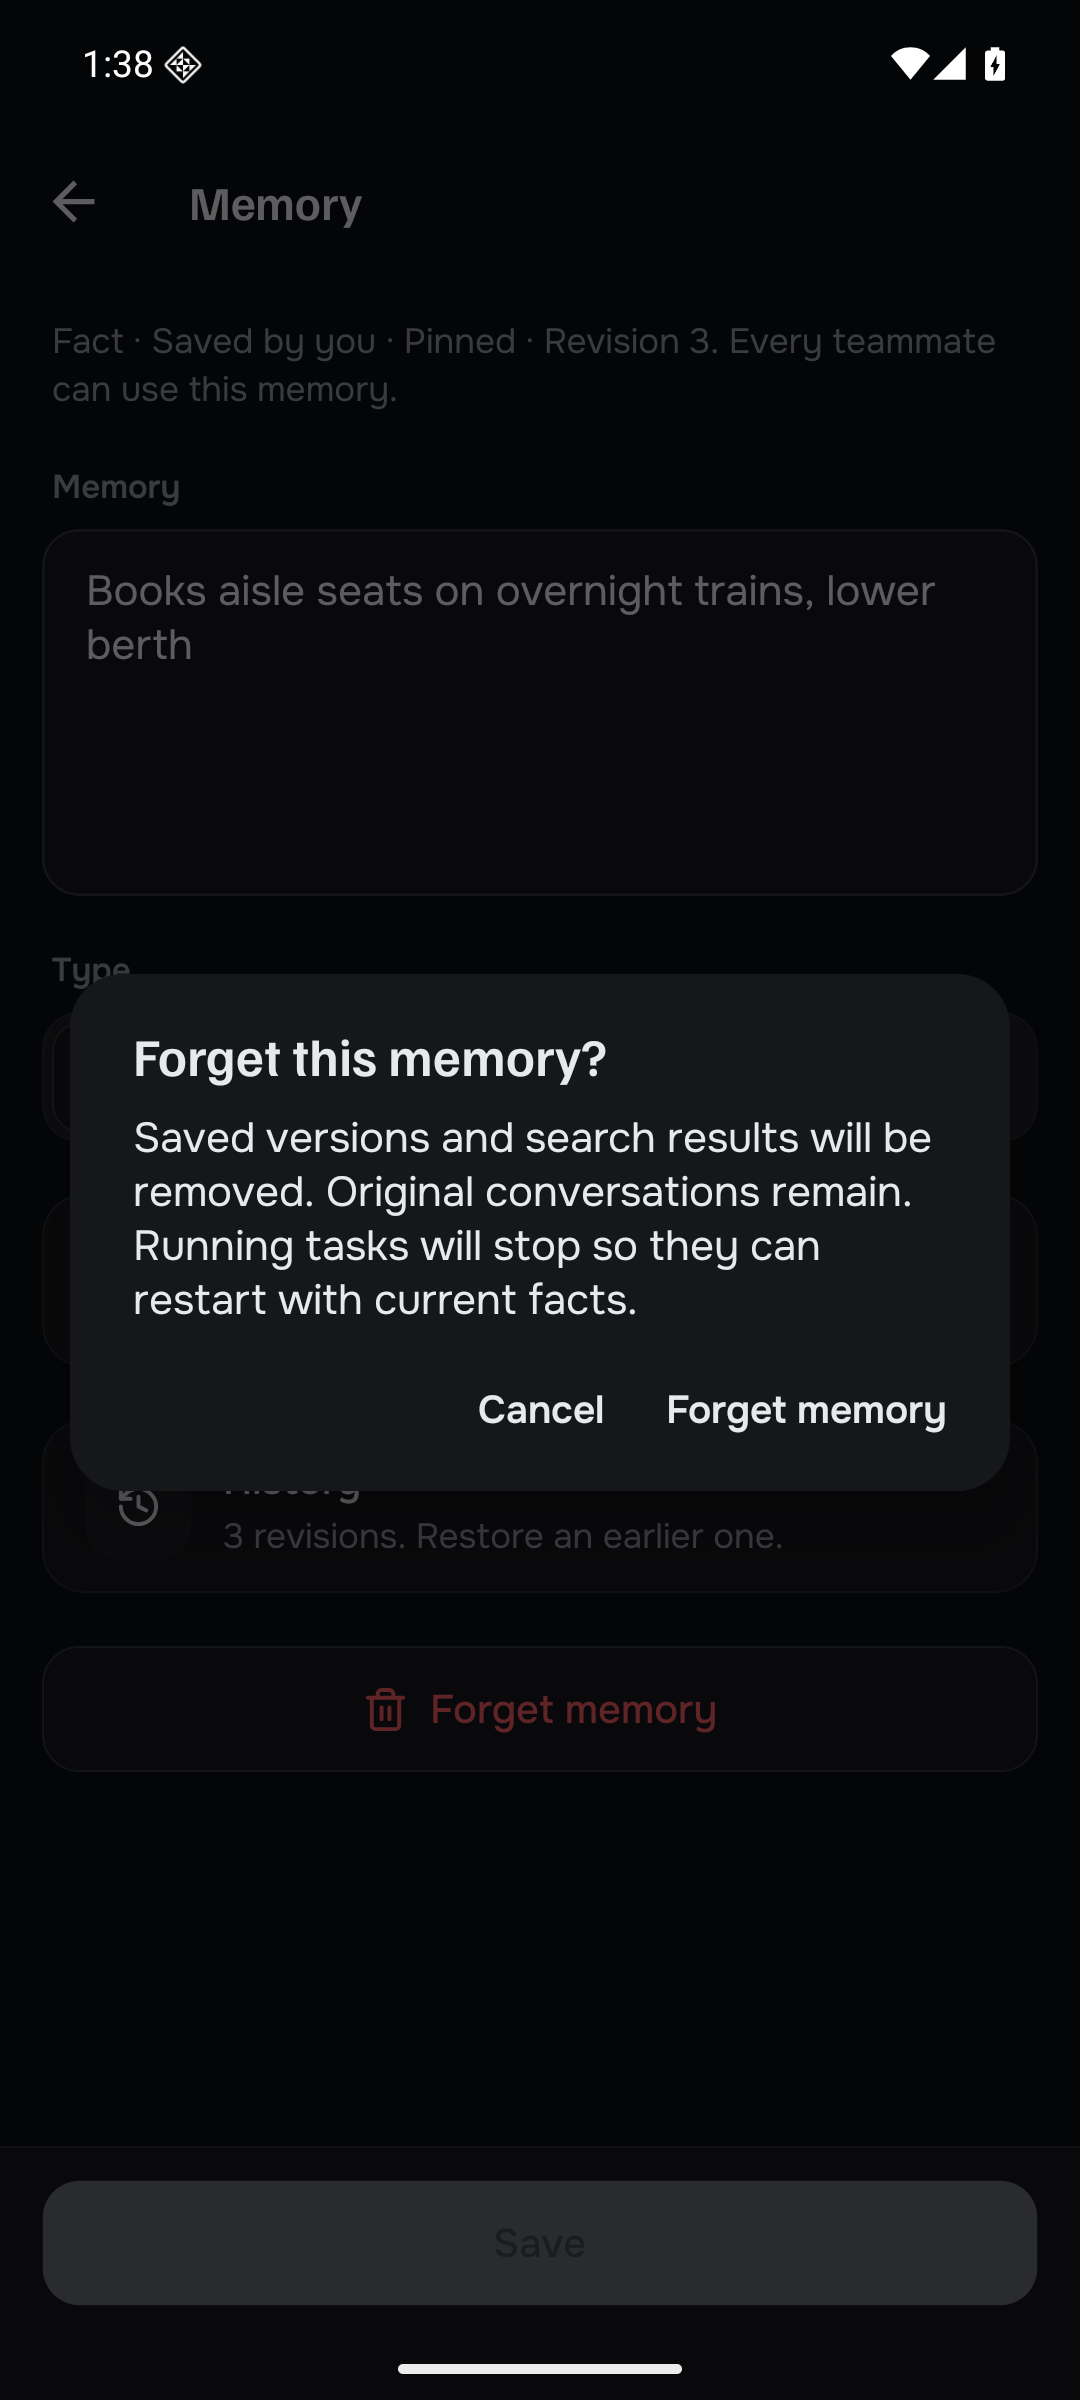 1:38
Memory
Fact · Saved by you · Pinned · Revision 3. Every teammate
can use this memory.
Memory
Books aisle seats on overnight trains, lower
berth
Type
Forget this memory?
Saved versions and search results will be
removed. Original conversations remain.
Running tasks will stop so they can
restart with current facts.
Cancel Forget memory
History
3 revisions. Restore an earlier one.
Forget memory
Save